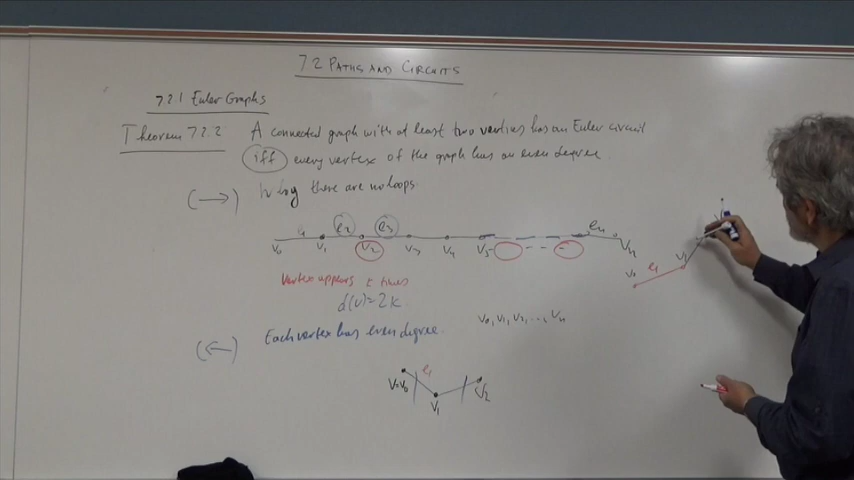 7.2 PATHS AND CIRCUITS
7.2.1 Euler Graphs
Theorem 7.2.2 A connected graph with at least two vertices has an Euler circuit
iff every vertex of the graph has an even degree
(→) wlog there are no loops
e1 e2 e3 en
v0 v1 v2 v3 v4 v5 - - - vn
Vertex appears k times
d(v)=2k
(←) Each vertex has even degree.
v0, v1, v2, ..., vn
v=v0 e1 v1 v2
v0 e1 v1